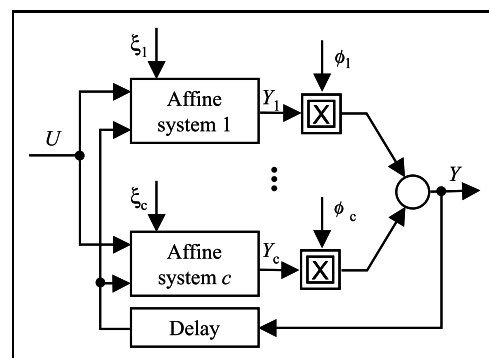 ξ1
ϕ1
Affine
system 1
Y1
X
U
Y
ξc
ϕ c
Affine
system c
Yc
X
Delay